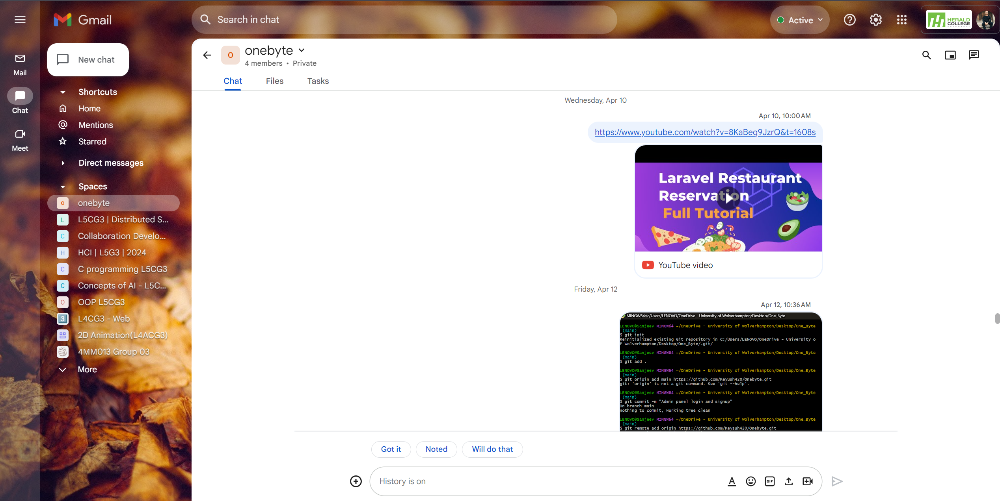 Gmail
Search in chat
Active
HERALD
COLLEGE
Mail
Chat
Meet
New chat
Shortcuts
Home
Mentions
Starred
Direct messages
Spaces
o onebyte
L L5CG3 | Distributed S...
C Collaboration Develo...
H HCI | L5G3 | 2024
C C programming L5CG3
C Concepts of AI - L5C...
O OOP L5CG3
3 L4CG3 - Web
2D Animation(L4ACG3)
4MM013 Group 03
More
o
onebyte
4 members • Private
Chat Files Tasks
Wednesday, Apr 10
Apr 10, 10:00 AM
https://www.youtube.com/watch?v=8KaBeq9JzrQ&t=1608s
Laravel Restaurant
Reservation
Full Tutorial
YouTube video
Friday, Apr 12
Apr 12, 10:36 AM
MINGW64:/c/Users/LENOVO/OneDrive - University of Wolverhampton/Desktop/One_Byte
LENOVO@Sanjeev MINGW64 ~/OneDrive - University of Wolverhampton/Desktop/One_Byte
(main)
$ git init
Reinitialized existing Git repository in C:/Users/LENOVO/OneDrive - University o
f Wolverhampton/Desktop/One_Byte/.git/
LENOVO@Sanjeev MINGW64 ~/OneDrive - University of Wolverhampton/Desktop/One_Byte
(main)
$ git add .
LENOVO@Sanjeev MINGW64 ~/OneDrive - University of Wolverhampton/Desktop/One_Byte
(main)
$ git origin add main https://github.com/Keyush420/Onebyte.git
git: 'origin' is not a git command. See 'git --help'.
LENOVO@Sanjeev MINGW64 ~/OneDrive - University of Wolverhampton/Desktop/One_Byte
(main)
$ git commit -m "Admin panel login and signup"
On branch main
nothing to commit, working tree clean
LENOVO@Sanjeev MINGW64 ~/OneDrive - University of Wolverhampton/Desktop/One_Byte
(main)
$ git remote add origin https://github.com/Keysuh420/Onebyte.git
Got it
Noted
Will do that
History is on
GIF